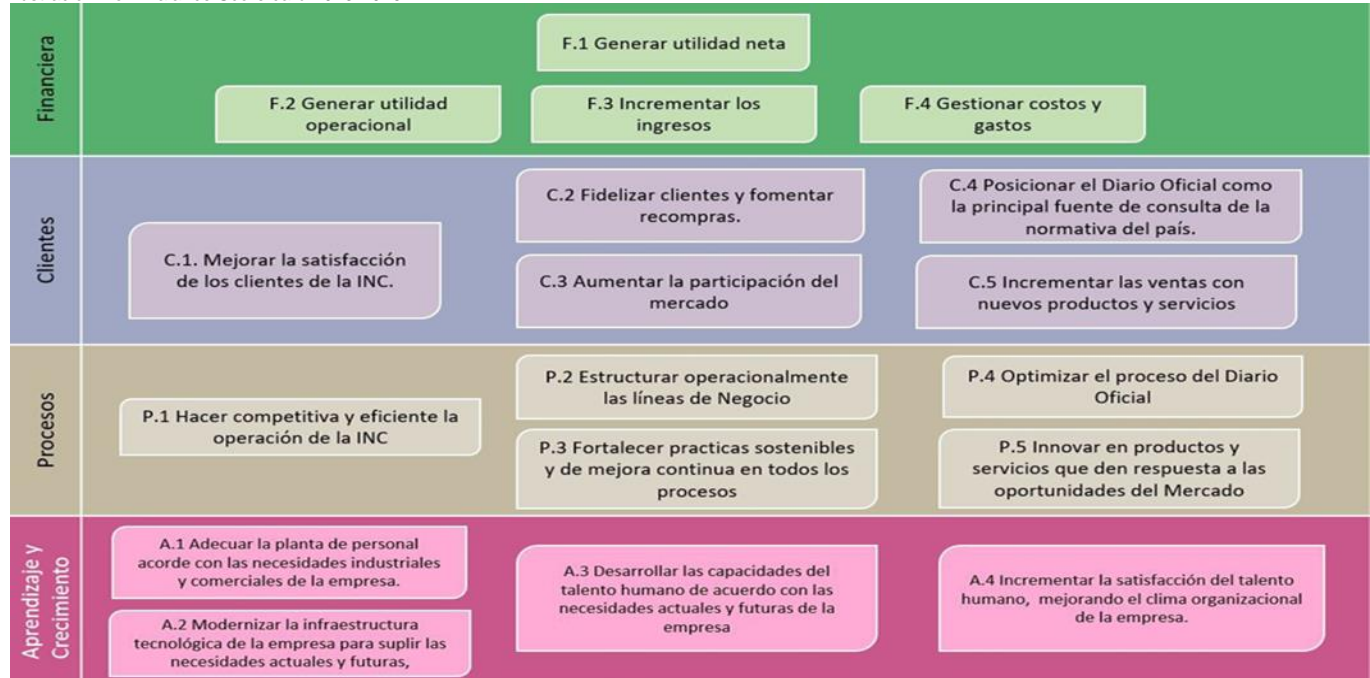 Financiera
F.1 Generar utilidad neta
F.2 Generar utilidad
operacional
F.3 Incrementar los
ingresos
F.4 Gestionar costos y
gastos
Clientes
C.1. Mejorar la satisfacción
de los clientes de la INC.
C.2 Fidelizar clientes y fomentar
recompras.
C.3 Aumentar la participación del
mercado
C.4 Posicionar el Diario Oficial como
la principal fuente de consulta de la
normativa del país.
C.5 Incrementar las ventas con
nuevos productos y servicios
Procesos
P.1 Hacer competitiva y eficiente la
operación de la INC
P.2 Estructurar operacionalmente
las líneas de Negocio
P.3 Fortalecer practicas sostenibles
y de mejora continua en todos los
procesos
P.4 Optimizar el proceso del Diario
Oficial
P.5 Innovar en productos y
servicios que den respuesta a las
oportunidades del Mercado
Aprendizaje y
Crecimiento
A.1 Adecuar la planta de personal
acorde con las necesidades industriales
y comerciales de la empresa.
A.2 Modernizar la infraestructura
tecnológica de la empresa para suplir las
necesidades actuales y futuras,
A.3 Desarrollar las capacidades del
talento humano de acuerdo con las
necesidades actuales y futuras de la
empresa
A.4 Incrementar la satisfacción del talento
humano, mejorando el clima organizacional
de la empresa.